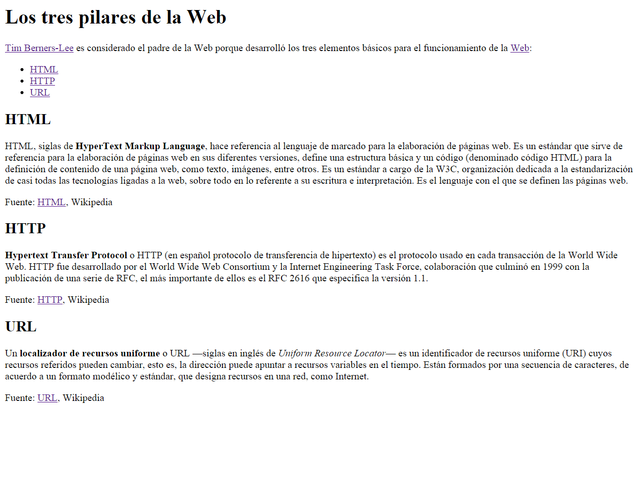 Los tres pilares de la Web
Tim Berners-Lee es considerado el padre de la Web porque desarrolló los tres elementos básicos para el funcionamiento de la Web:
HTML
HTTP
URL
HTML
HTML, siglas de HyperText Markup Language, hace referencia al lenguaje de marcado para la elaboración de páginas web. Es un estándar que sirve de
referencia para la elaboración de páginas web en sus diferentes versiones, define una estructura básica y un código (denominado código HTML) para la
definición de contenido de una página web, como texto, imágenes, entre otros. Es un estándar a cargo de la W3C, organización dedicada a la estandarización
de casi todas las tecnologías ligadas a la web, sobre todo en lo referente a su escritura e interpretación. Es el lenguaje con el que se definen las páginas web.
Fuente: HTML, Wikipedia
HTTP
Hypertext Transfer Protocol o HTTP (en español protocolo de transferencia de hipertexto) es el protocolo usado en cada transacción de la World Wide
Web. HTTP fue desarrollado por el World Wide Web Consortium y la Internet Engineering Task Force, colaboración que culminó en 1999 con la
publicación de una serie de RFC, el más importante de ellos es el RFC 2616 que especifica la versión 1.1.
Fuente: HTTP, Wikipedia
URL
Un localizador de recursos uniforme o URL —siglas en inglés de Uniform Resource Locator— es un identificador de recursos uniforme (URI) cuyos
recursos referidos pueden cambiar, esto es, la dirección puede apuntar a recursos variables en el tiempo. Están formados por una secuencia de caracteres, de
acuerdo a un formato modélico y estándar, que designa recursos en una red, como Internet.
Fuente: URL, Wikipedia